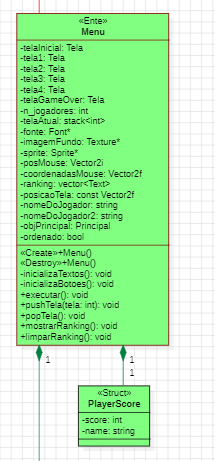 «Ente»
Menu
-telaInicial: Tela
-tela1: Tela
-tela2: Tela
-tela3: Tela
-tela4: Tela
-telaGameOver: Tela
-n_jogadores: int
-telaAtual: stack<int>
-fonte: Font*
-imagemFundo: Texture*
-sprite: Sprite*
-posMouse: Vector2i
-coordenadasMouse: Vector2f
-ranking: vector<Text>
-posicaoTela: const Vector2f
-nomeDoJogador: string
-nomeDoJogador2: string
-objPrincipal: Principal
-ordenado: bool
«Create»+Menu()
«Destroy»+Menu()
-inicializaTextos(): void
-inicializaBotoes(): void
+executar(): void
+pushTela(tela: int): void
+popTela(): void
+mostrarRanking(): void
+limparRanking(): void
1
1
1
«Struct»
PlayerScore
-score: int
-name: string